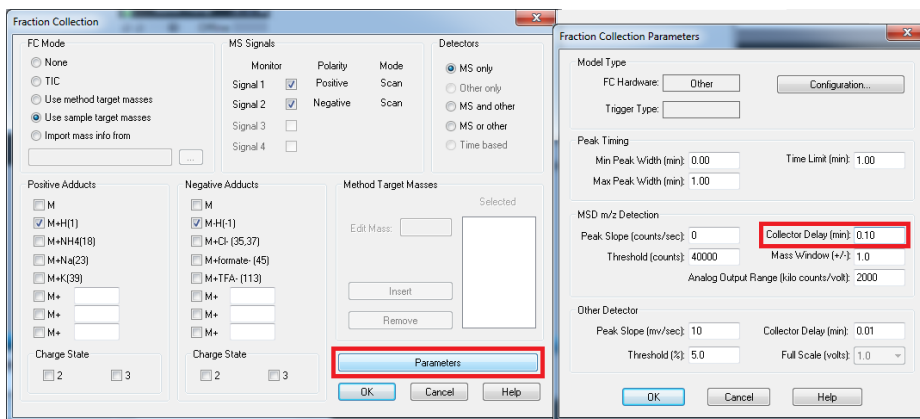 Fraction Collection
FC Mode
None
TIC
Use method target masses
Use sample target masses
Import mass info from
...
MS Signals
Monitor Polarity Mode
Signal 1 Positive Scan
Signal 2 Negative Scan
Signal 3
Signal 4
Detectors
MS only
Other only
MS and other
MS or other
Time based
Positive Adducts
M
M+H(1)
M+NH4(18)
M+Na(23)
M+K(39)
M+
M+
M+
Charge State
2 3
Negative Adducts
M
M-H(-1)
M+Cl- (35,37)
M+formate- (45)
M+TFA- (113)
M+
M+
M+
Charge State
2 3
Method Target Masses
Selected
Edit Mass:
Insert
Remove
Parameters
OK Cancel Help
Fraction Collection Parameters
Model Type
FC Hardware: Other Configuration...
Trigger Type:
Peak Timing
Min Peak Width (min): 0.00 Time Limit (min): 1.00
Max Peak Width (min): 1.00
MSD m/z Detection
Peak Slope (counts/sec): 0 Collector Delay (min): 0.10
Threshold (counts): 40000 Mass Window (+/-): 1.0
Analog Output Range (kilo counts/volt): 2000
Other Detector
Peak Slope (mv/sec): 10 Collector Delay (min): 0.01
Threshold (%): 5.0 Full Scale (volts): 1.0
OK Cancel Help